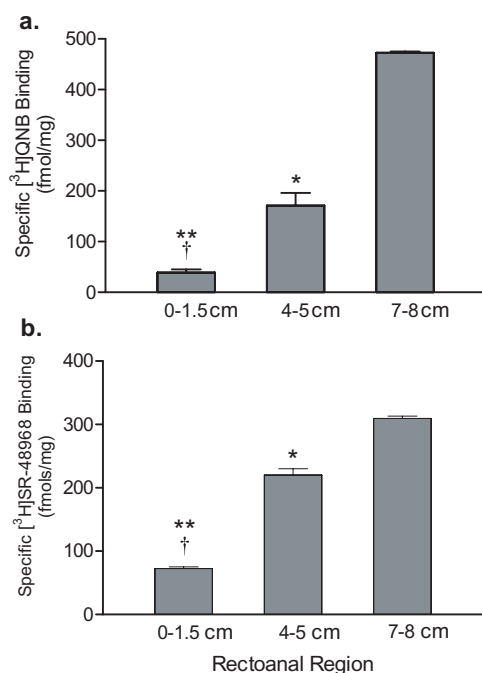 a.
Specific [³H]QNB Binding
(fmol/mg)
500
400
300
200
100
0
**
†
*
0-1.5 cm
4-5 cm
7-8 cm
b.
Specific [³H]SR-48968 Binding
(fmols/mg)
400
300
200
100
0
**
†
*
0-1.5 cm
4-5 cm
7-8 cm
Rectoanal Region